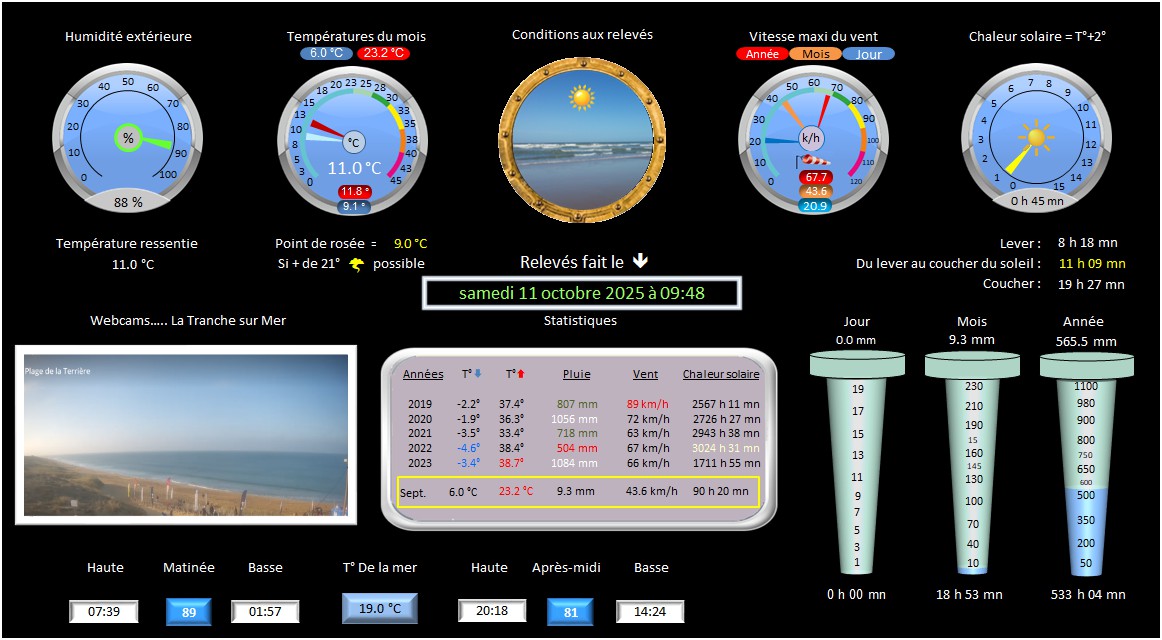 Humidité extérieure
Températures du mois
Conditions aux relevés
Vitesse maxi du vent
Chaleur solaire = T°+2°
6.0 °C 23.2 °C
Année Mois Jour
0 10 20 30 40 50 60 70 80 90 100
%
88 %
0 3 5 8 10 13 15 18 20 23 25 28 30 33 35 38 40 43 45
°C
11.0 °C
11.8 °
9.1 °
0 10 20 30 40 50 60 70 80 90 100 110 120
k/h
67.7
43.6
20.9
0 1 2 3 4 5 6 7 8 9 10 11 12 13 14 15
0 h 45 mn
Température ressentie
11.0 °C
Point de rosée = 9.0 °C
Si + de 21° possible
Relevés fait le
samedi 11 octobre 2025 à 09:48
Lever : 8 h 18 mn
Du lever au coucher du soleil : 11 h 09 mn
Coucher : 19 h 27 mn
Webcams..... La Tranche sur Mer
Plage de la Terrière
Statistiques
Années T° T° Pluie Vent Chaleur solaire
2019 -2.2° 37.4° 807 mm 89 km/h 2567 h 11 mn
2020 -1.9° 36.3° 1056 mm 72 km/h 2726 h 27 mn
2021 -3.5° 33.4° 718 mm 63 km/h 2943 h 38 mn
2022 -4.6° 38.4° 504 mm 67 km/h 3024 h 31 mn
2023 -3.4° 38.7° 1084 mm 66 km/h 1711 h 55 mn
Sept. 6.0 °C 23.2 °C 9.3 mm 43.6 km/h 90 h 20 mn
Jour
0.0 mm
19
17
15
13
11
9
7
5
3
1
0 h 00 mn
Mois
9.3 mm
230
210
190
15
160
145
130
100
70
40
10
18 h 53 mn
Année
565.5 mm
1100
980
900
800
750
650
600
500
350
200
50
533 h 04 mn
Haute Matinée Basse T° De la mer Haute Après-midi Basse
07:39 89 01:57 19.0 °C 20:18 81 14:24